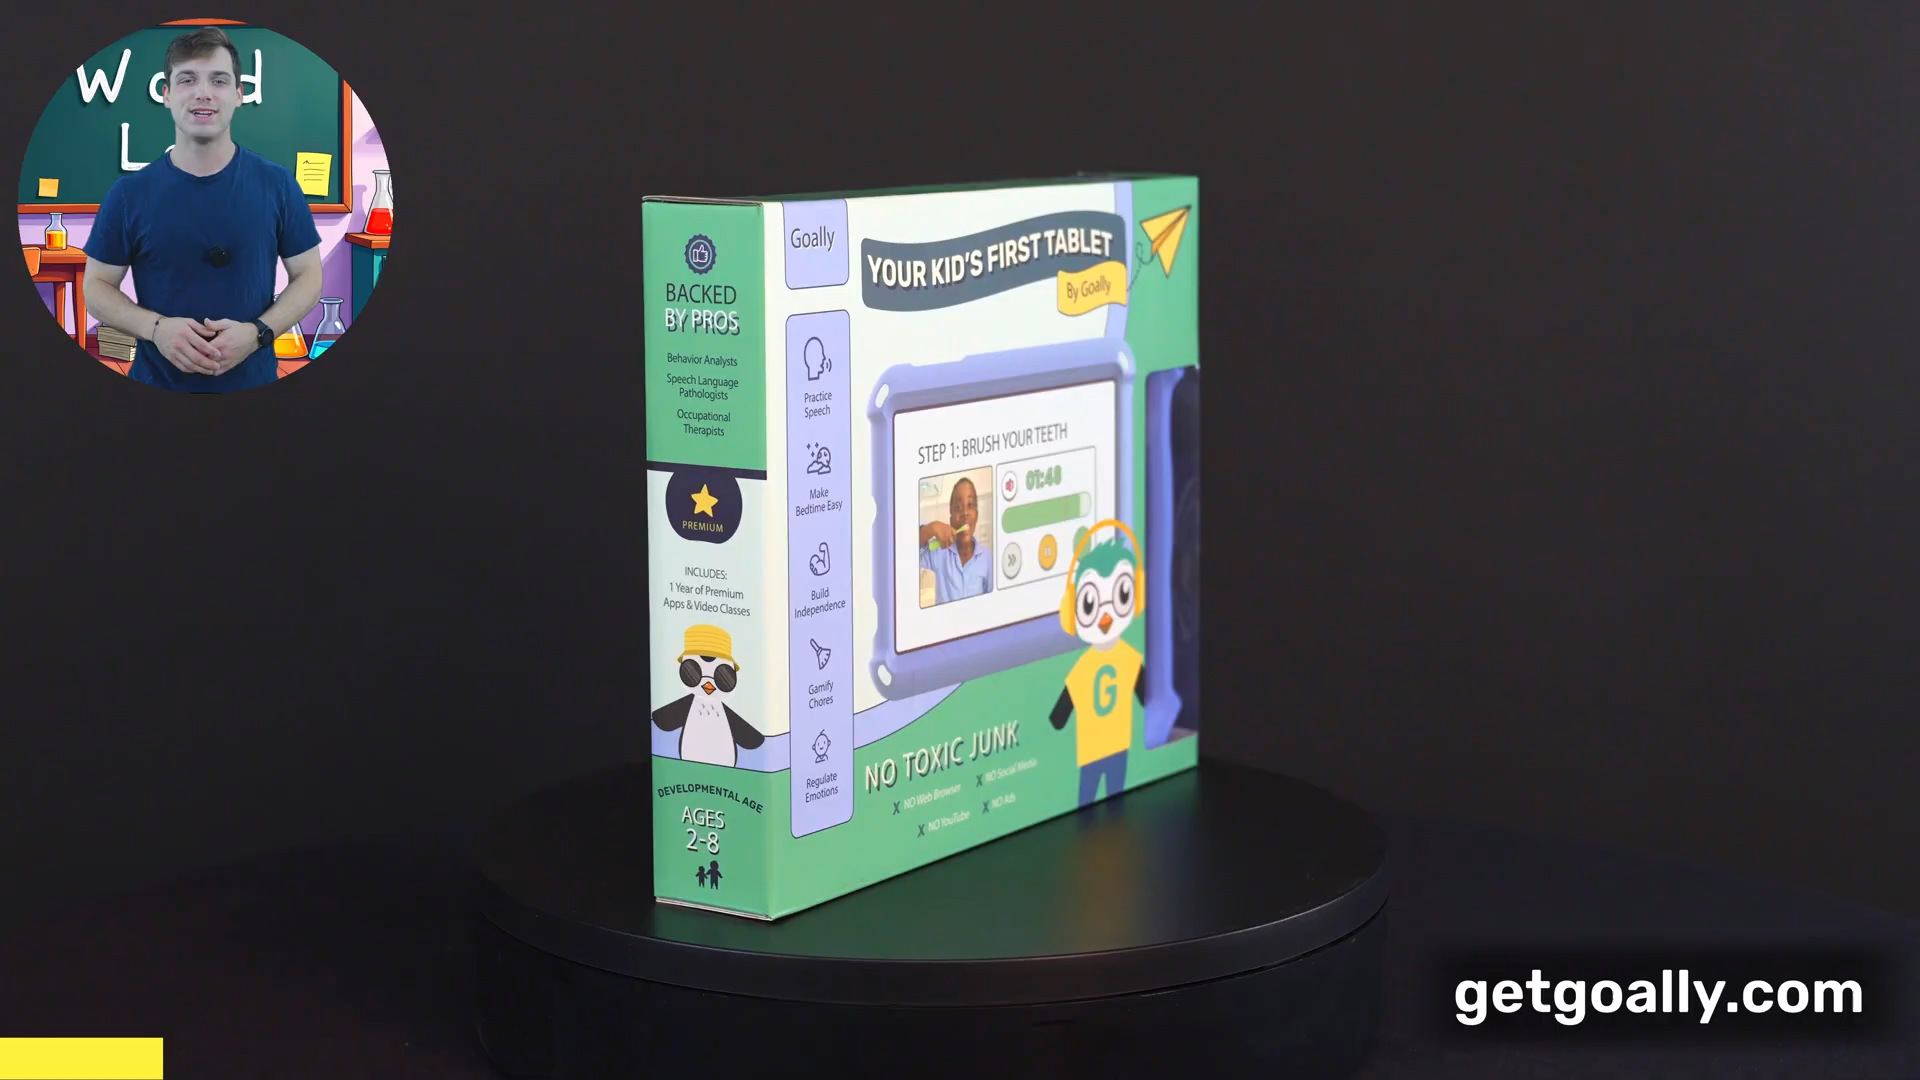 W d
L
BACKED
BY PROS
Behavior Analysts
Speech Language
Pathologists
Occupational
Therapists
PREMIUM
INCLUDES:
1 Year of Premium
Apps & Video Classes
DEVELOPMENTAL AGE
AGES
2-8
Goally
Practice
Speech
Make
Bedtime Easy
Build
Independence
Gamify
Chores
Regulate
Emotions
YOUR KID'S FIRST TABLET
By Goally
STEP 1: BRUSH YOUR TEETH
01:48
G
NO TOXIC JUNK
X NO Web Browser
X NO Social Media
X NO YouTube
X NO Ads
getgoally.com